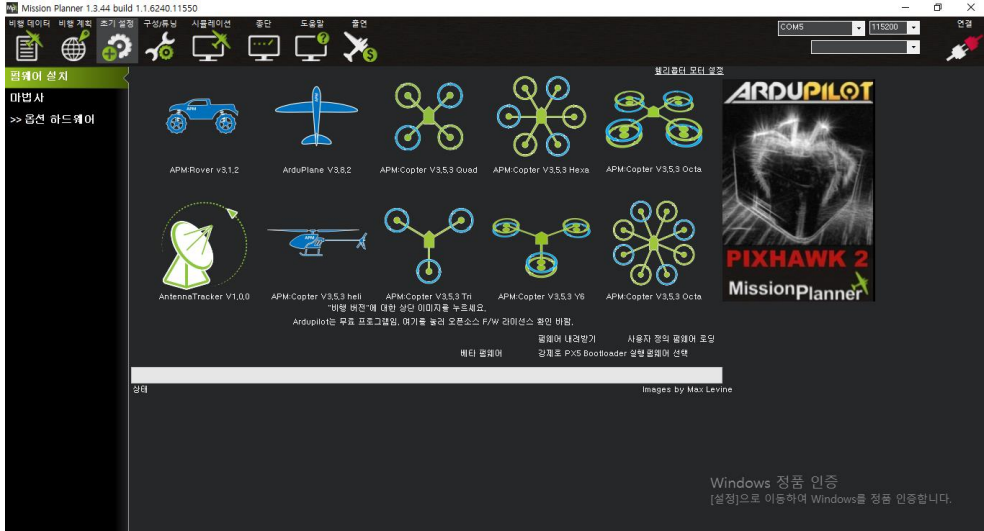 Mission Planner 1.3.44 build 1.1.6240.11550
비행 데이터 비행 계획 초기 설정 구성/튜닝 시뮬레이션 종단 도움말 출연
COM5 115200 연결
펌웨어 설치
마법사
>> 옵션 하드웨어
헬리콥터 모터 설정
APM:Rover v3.1.2 ArduPlane V3.8.2 APM:Copter V3.5.3 Quad APM:Copter V3.5.3 Hexa APM:Copter V3.5.3 Octa
AntennaTracker V1.0.0 APM:Copter V3.5.3 heli APM:Copter V3.5.3 Tri APM:Copter V3.5.3 Y6 APM:Copter V3.5.3 Octa
ARDUPILOT
PIXHAWK 2
MissionPlanner
"비행 버전"에 대한 상단 이미지를 누르세요.
Ardupilot는 무료 프로그램임. 여기를 눌러 오픈소스 F/W 라이선스 확인 바람.
펌웨어 내려받기 사용자 정의 펌웨어 로딩
베타 펌웨어 강제로 PX5 Bootloader 실행 펌웨어 선택
상태 Images by Max Levine
Windows 정품 인증
[설정]으로 이동하여 Windows를 정품 인증합니다.